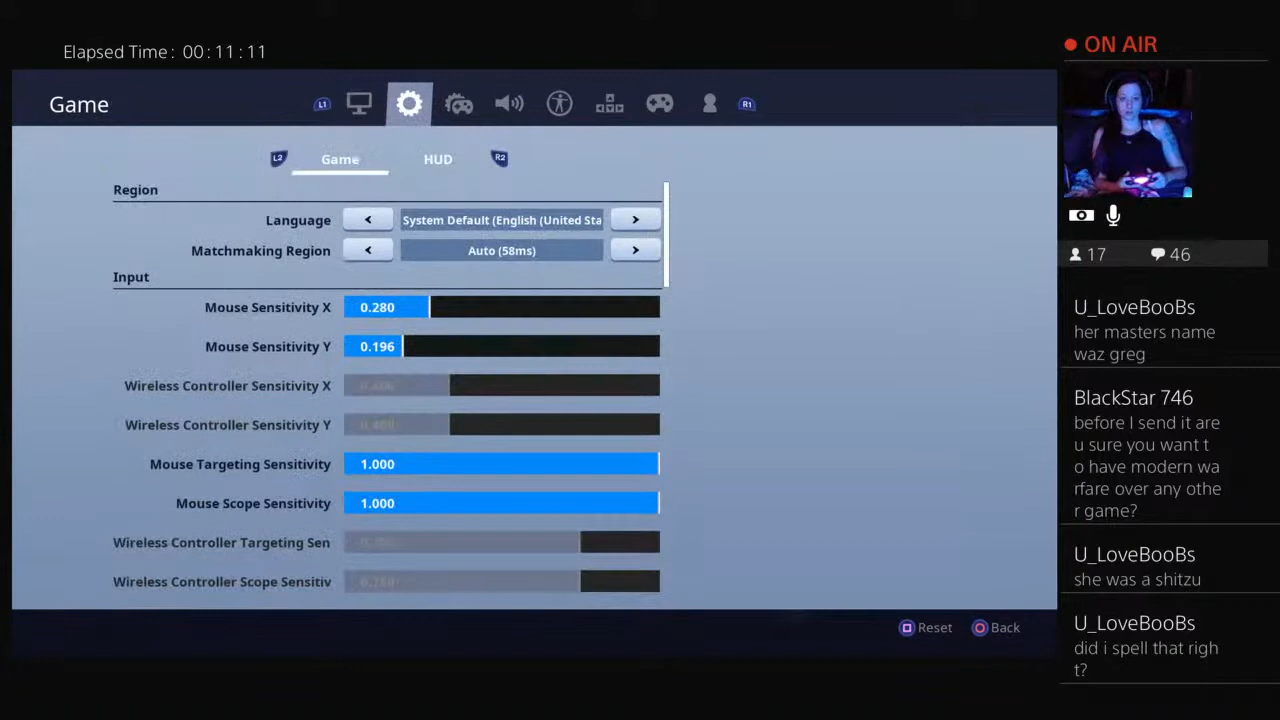 Elapsed Time: 00:11:11
ON AIR
Game
L1
R1
L2
Game
HUD
R2
Region
Language
<
System Default (English (United Sta
>
Matchmaking Region
<
Auto (58ms)
>
Input
Mouse Sensitivity X
0.280
Mouse Sensitivity Y
0.196
Wireless Controller Sensitivity X
Wireless Controller Sensitivity Y
Mouse Targeting Sensitivity
1.000
Mouse Scope Sensitivity
1.000
Wireless Controller Targeting Sen
Wireless Controller Scope Sensitiv
Reset
Back
17
46
U_LoveBooBs
her masters name
waz greg
BlackStar 746
before I send it are
u sure you want t
o have modern wa
rfare over any othe
r game?
U_LoveBooBs
she was a shitzu
U_LoveBooBs
did i spell that righ
t?